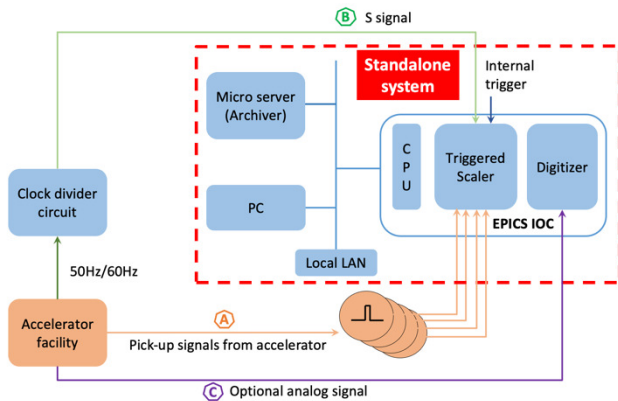 B
S signal
Standalone
system
Internal
trigger
Micro server
(Archiver)
C
P
U
Triggered
Scaler
Digitizer
Clock divider
circuit
PC
EPICS IOC
Local LAN
50Hz/60Hz
Accelerator
facility
A
Pick-up signals from accelerator
C
Optional analog signal